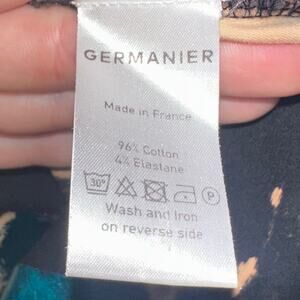 GERMANIER
Made in France
96% Cotton
4% Elastane
30° P
Wash and Iron
on reverse side